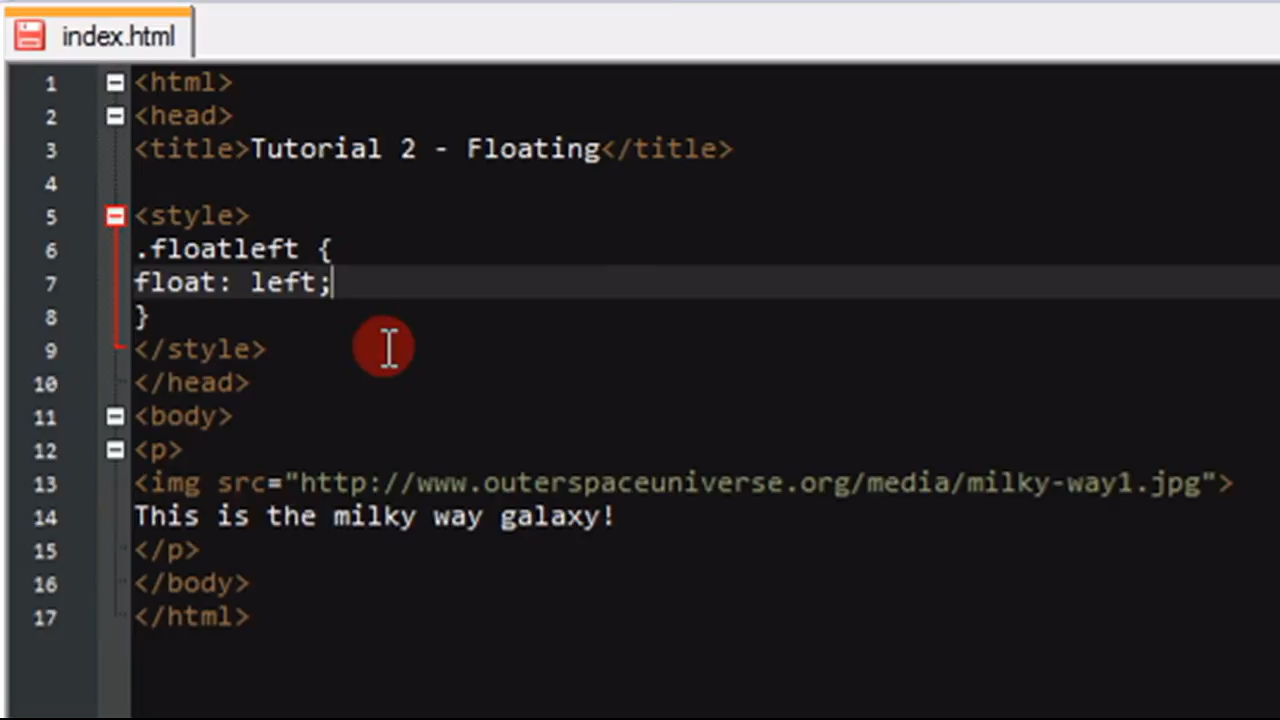 index.html
1 <html>
2 <head>
3 <title>Tutorial 2 - Floating</title>
4
5 <style>
6 .floatleft {
7 float: left;
8 }
9 </style>
10 </head>
11 <body>
12 <p>
13 <img src="http://www.outerspaceuniverse.org/media/milky-way1.jpg">
14 This is the milky way galaxy!
15 </p>
16 </body>
17 </html>